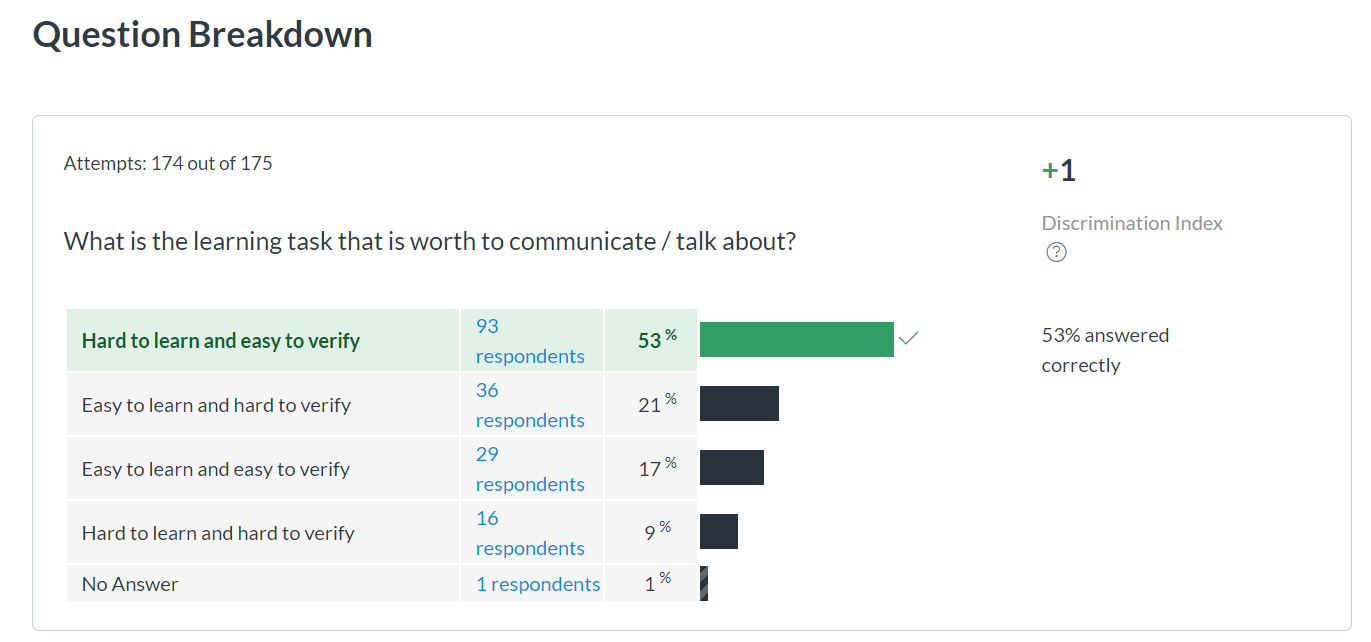 Question Breakdown
Attempts: 174 out of 175
+1
Discrimination Index
?
What is the learning task that is worth to communicate / talk about?
Hard to learn and easy to verify
93
respondents
53 %
53% answered
correctly
Easy to learn and hard to verify
36
respondents
21 %
Easy to learn and easy to verify
29
respondents
17 %
Hard to learn and hard to verify
16
respondents
9 %
No Answer
1 respondents
1 %